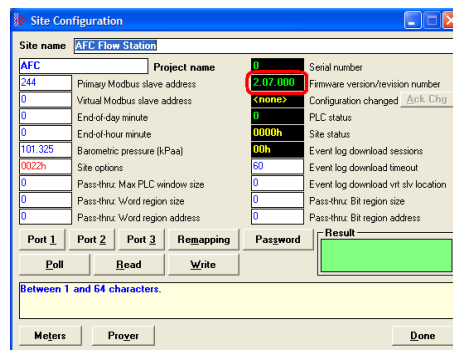 Site Configuration
Site name AFC Flow Station
AFC Project name 0 Serial number
244 Primary Modbus slave address 2.07.000 Firmware version/revision number
0 Virtual Modbus slave address <none> Configuration changed Ack Chg
0 End-of-day minute 0 PLC status
0 End-of-hour minute 0000h Site status
101.325 Barometric pressure (kPaa) 00h Event log download sessions
0022h Site options 60 Event log download timeout
0 Pass-thru: Max PLC window size 0 Event log download vrt slv location
0 Pass-thru: Word region size 0 Pass-thru: Bit region size
0 Pass-thru: Word region address 0 Pass-thru: Bit region address
Port 1 Port 2 Port 3 Remapping Password Result
Poll Read Write
Between 1 and 64 characters.
Meters Prover Done